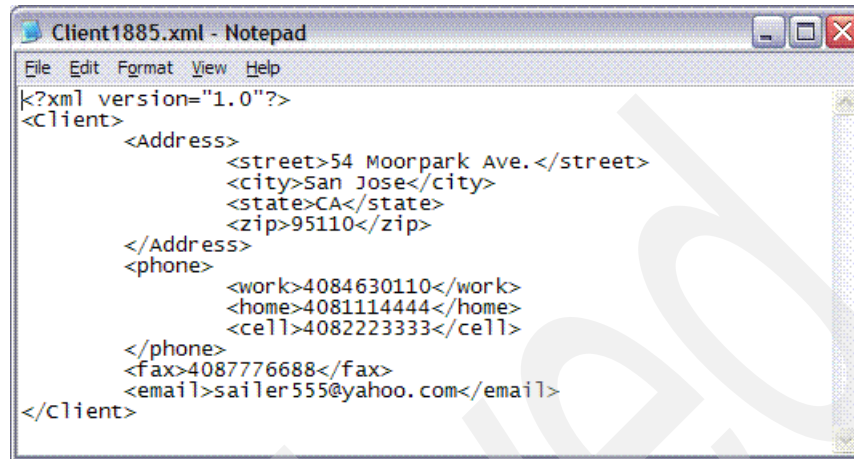 Client1885.xml - Notepad
File Edit Format View Help
<?xml version="1.0"?>
<Client>
<Address>
<street>54 Moorpark Ave.</street>
<city>San Jose</city>
<state>CA</state>
<zip>95110</zip>
</Address>
<phone>
<work>4084630110</work>
<home>4081114444</home>
<cell>4082223333</cell>
</phone>
<fax>4087776688</fax>
<email>sailer555@yahoo.com</email>
</Client>